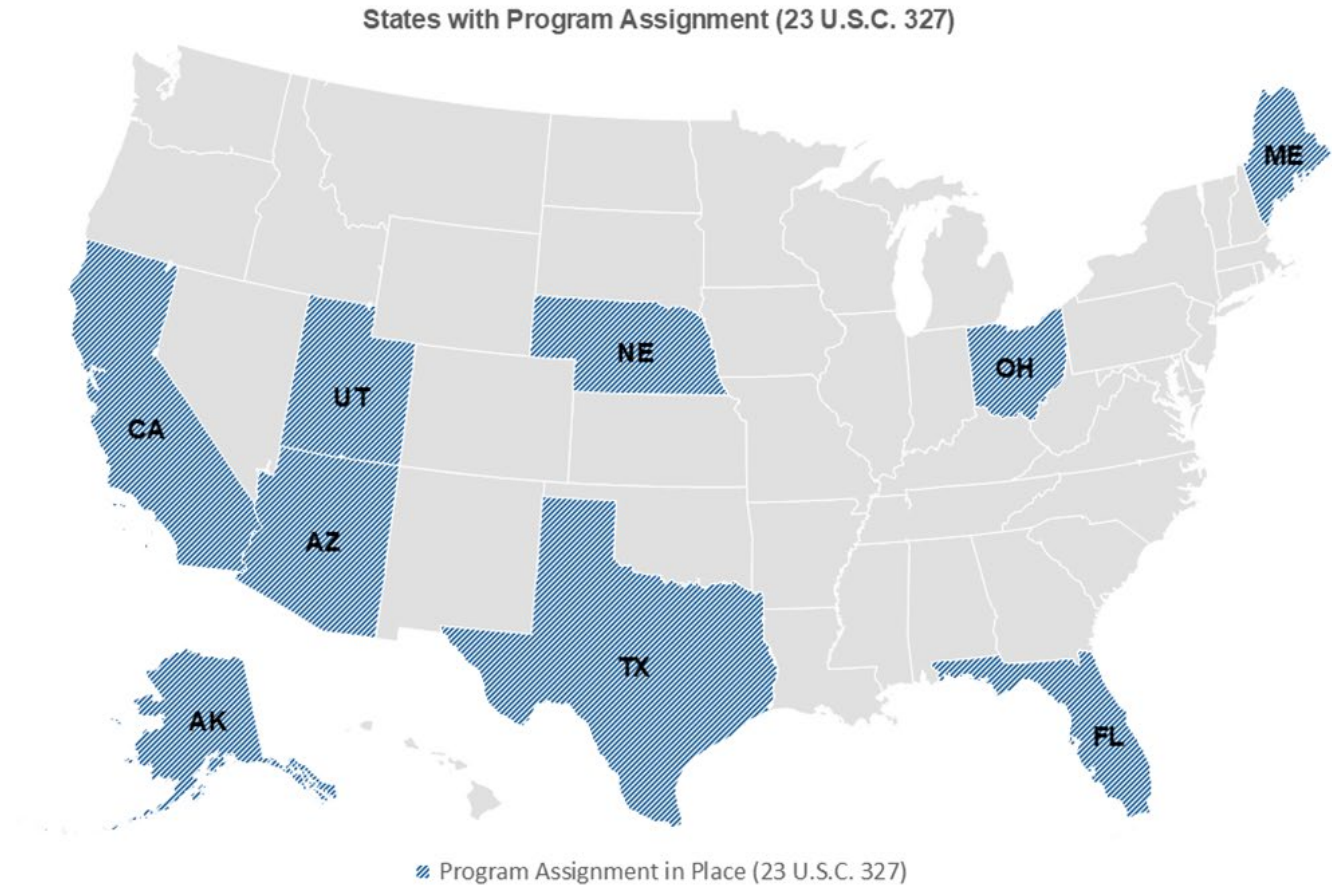 States with Program Assignment (23 U.S.C. 327)
ME
NE
OH
UT
CA
AZ
TX
AK
FL
Program Assignment in Place (23 U.S.C. 327)